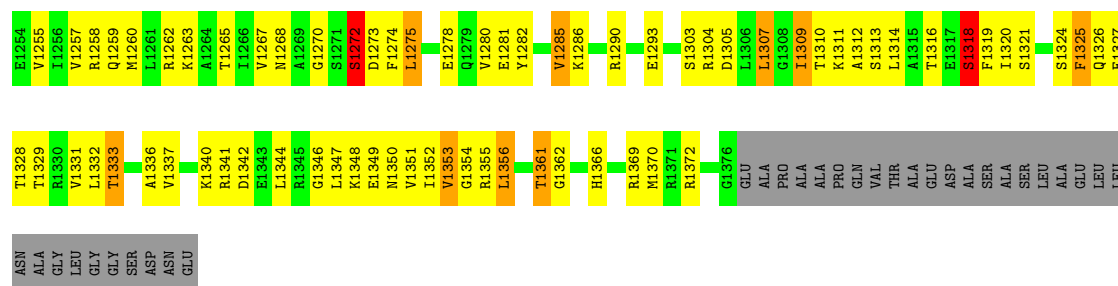 E1254 V1255 I1256 V1257 R1258 Q1259 M1260 L1261 R1262 K1263 A1264 T1265 I1266 V1267 N1268 A1269 G1270 S1271 S1272 D1273 F1274 L1275 E1278 Q1279 V1280 E1281 Y1282 V1285 K1286 R1290 E1293 S1303 R1304 D1305 L1306 L1307 G1308 I1309 T1310 K1311 A1312 S1313 L1314 A1315 T1316 E1317 S1318 F1319 I1320 S1321 S1324 F1325 Q1326
T1328 T1329 R1330 V1331 L1332 T1333 A1336 V1337 K1340 R1341 D1342 E1343 L1344 R1345 G1346 L1347 K1348 E1349 N1350 V1351 I1352 V1353 G1354 R1355 L1356 T1361 G1362 H1366 R1369 M1370 R1371 R1372 G1376 GLU ALA PRO ALA ALA PRO GLN VAL THR ALA GLU ASP ALA SER ALA SER LEU ALA GLU LEU LEU
ASN ALA GLY LEU GLY GLY SER ASP ASN GLU